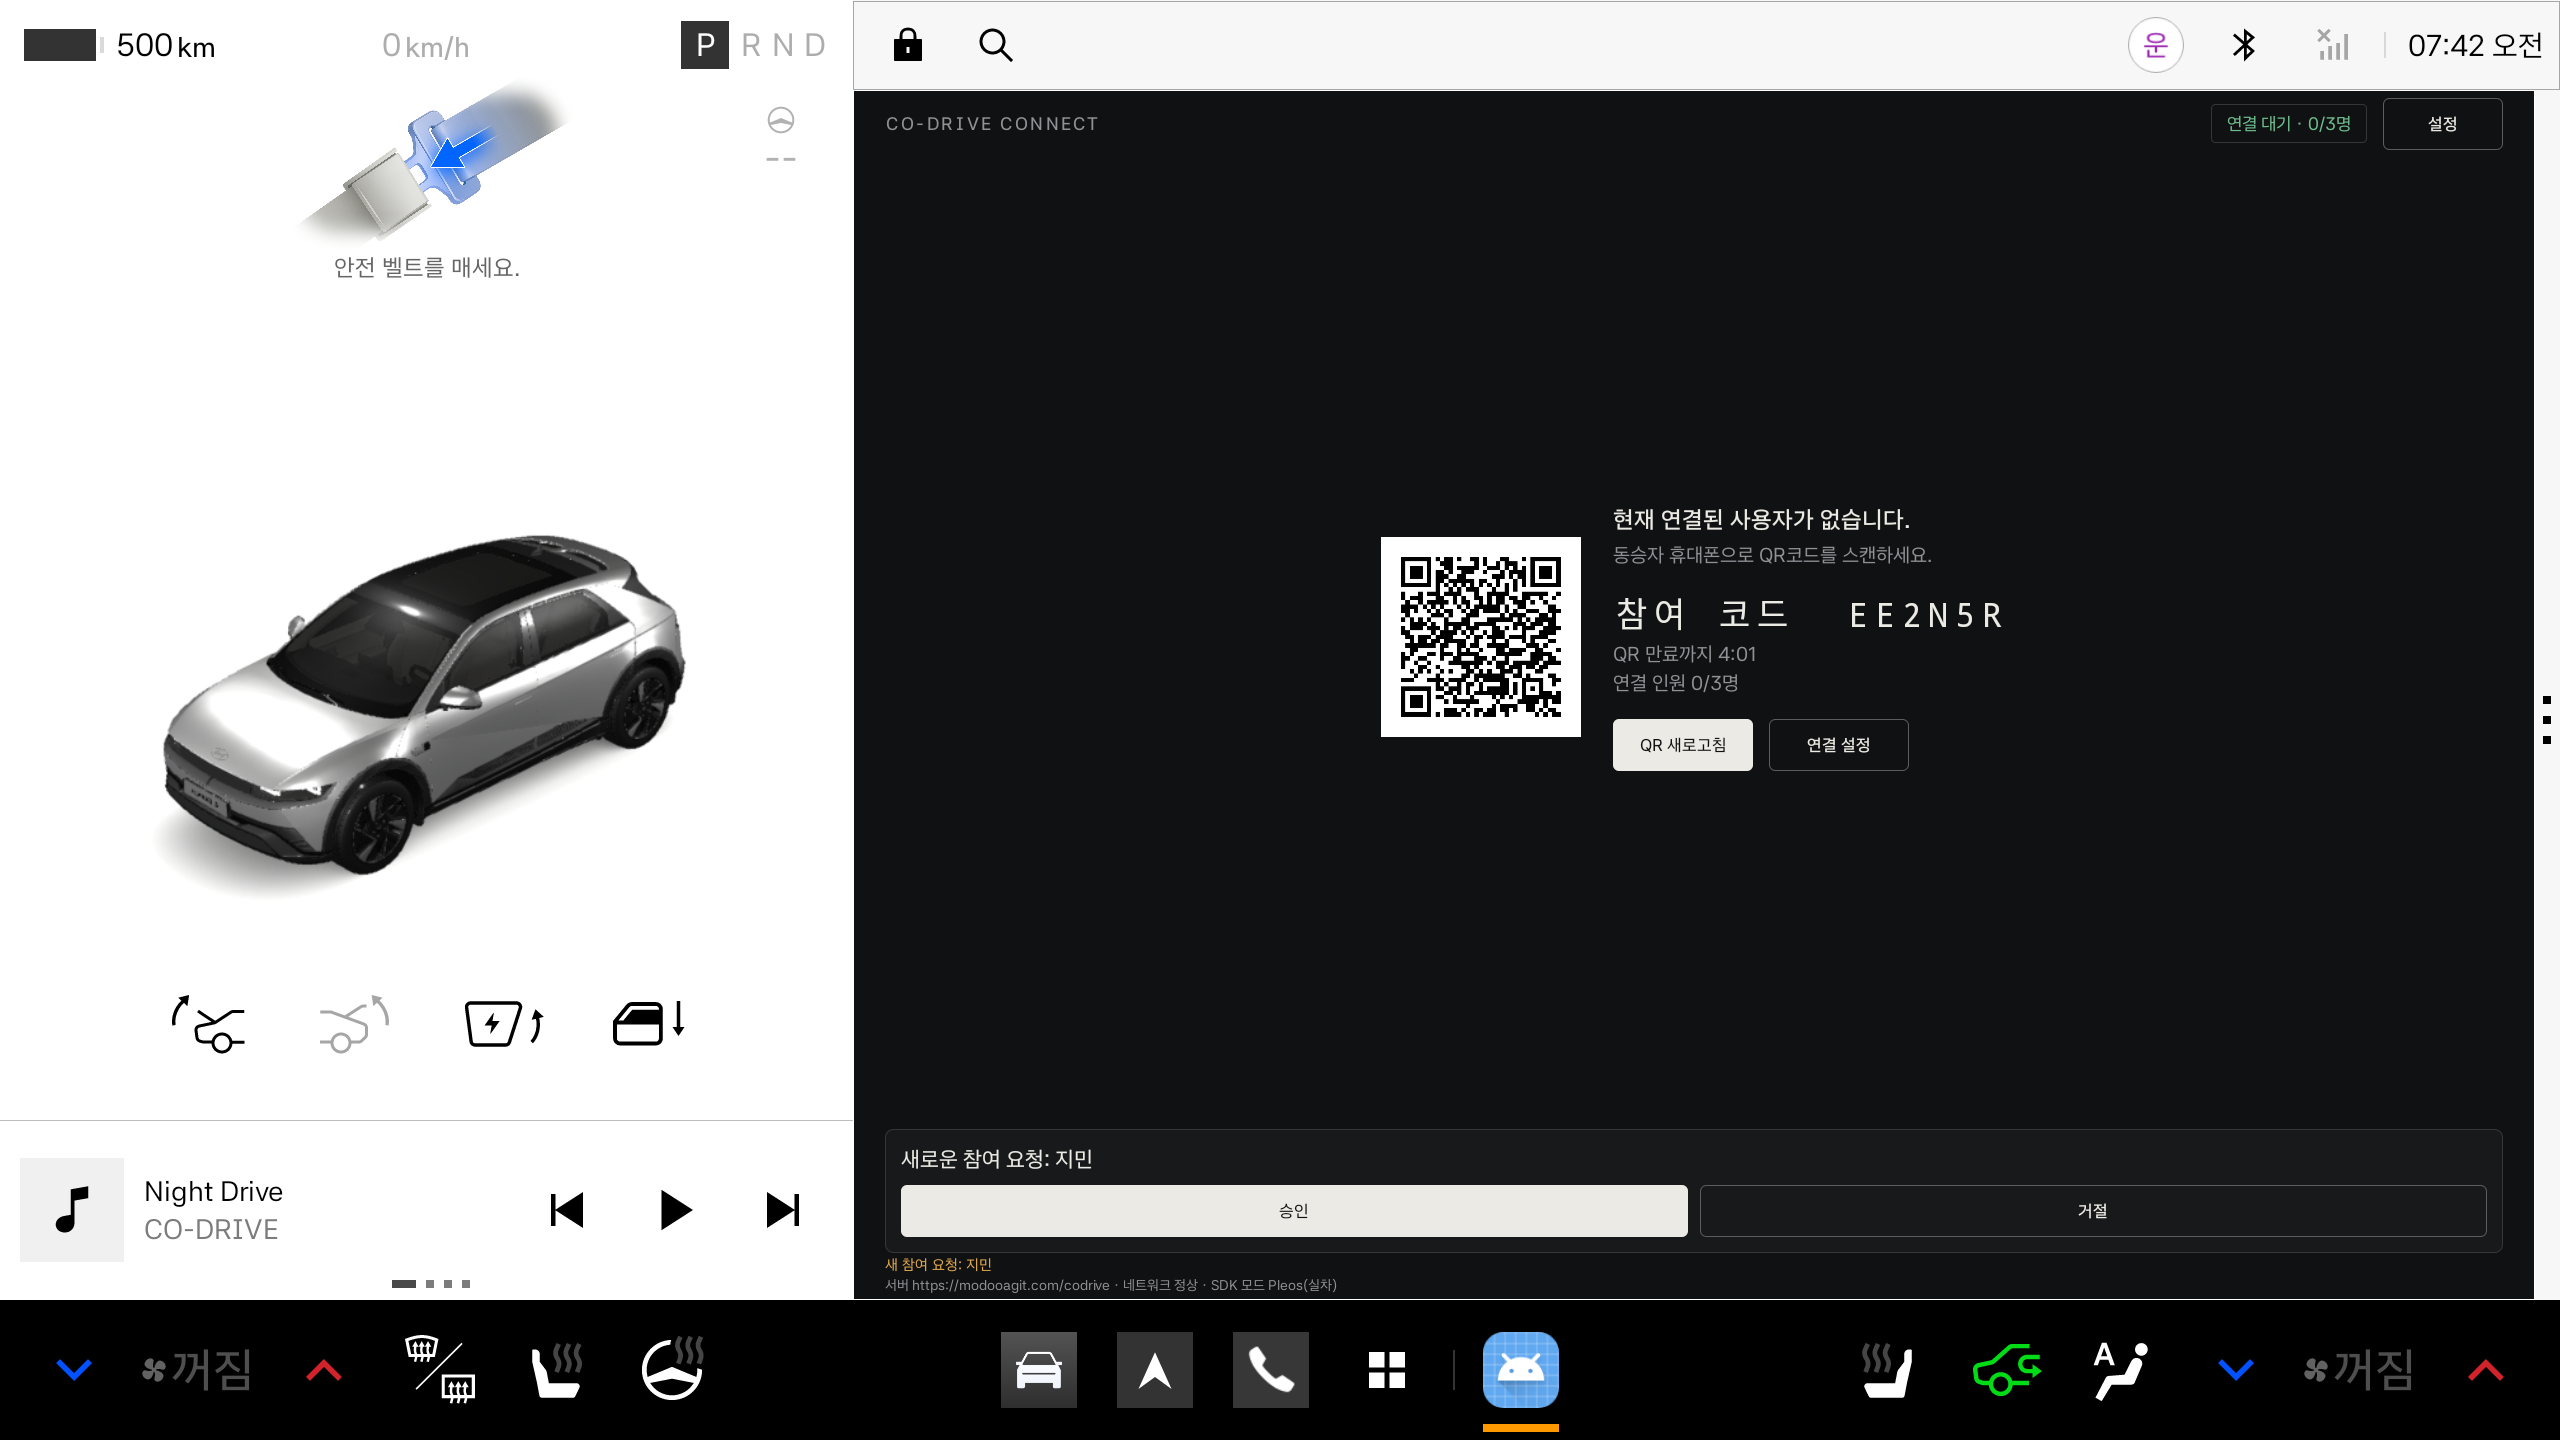 500 km
0 km/h
P R N D
안전 벨트를 매세요.
Night Drive
CO-DRIVE
운
07:42 오전
CO-DRIVE CONNECT
연결 대기 · 0/3명
설정
현재 연결된 사용자가 없습니다.
동승자 휴대폰으로 QR코드를 스캔하세요.
참여 코드 EE2N5R
QR 만료까지 4:01
연결 인원 0/3명
QR 새로고침
연결 설정
새로운 참여 요청: 지민
승인
거절
새 참여 요청: 지민
서버 https://modooagit.com/codrive · 네트워크 정상 · SDK 모드 Pleos(실차)
꺼짐
A
꺼짐